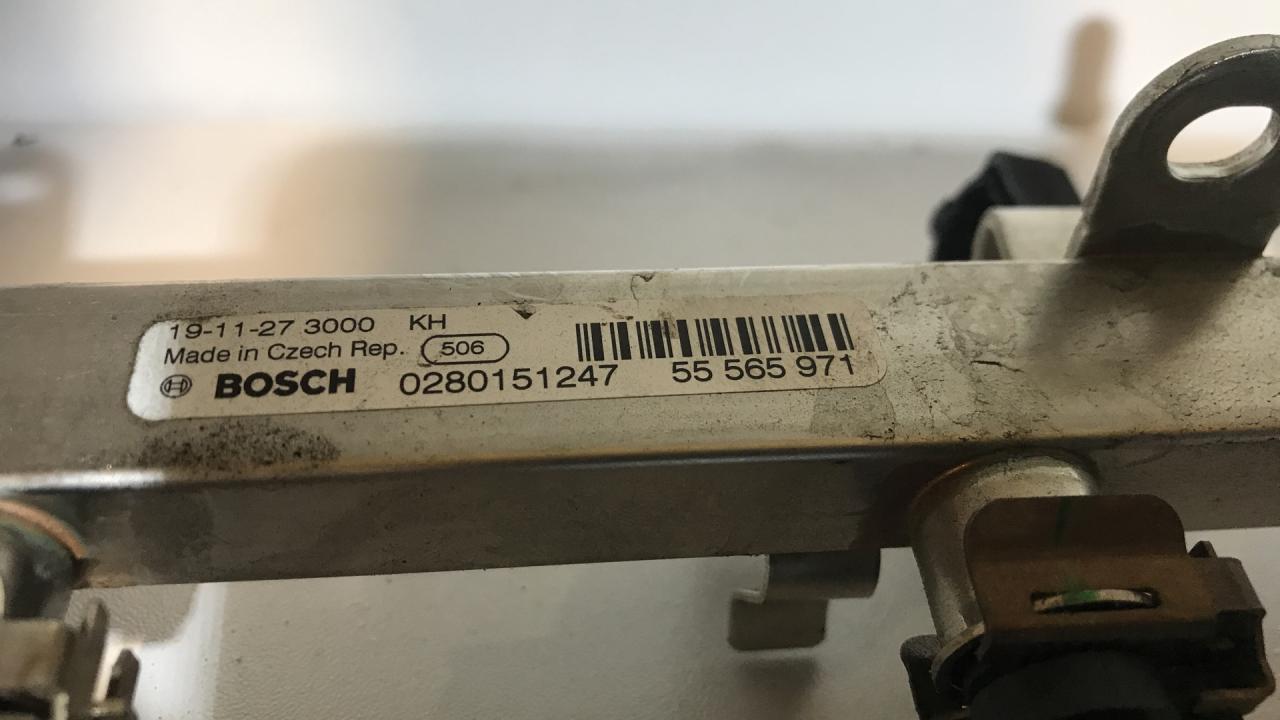 19-11-27 3000 KH
Made in Czech Rep. 506
BOSCH 0280151247 55 565 971